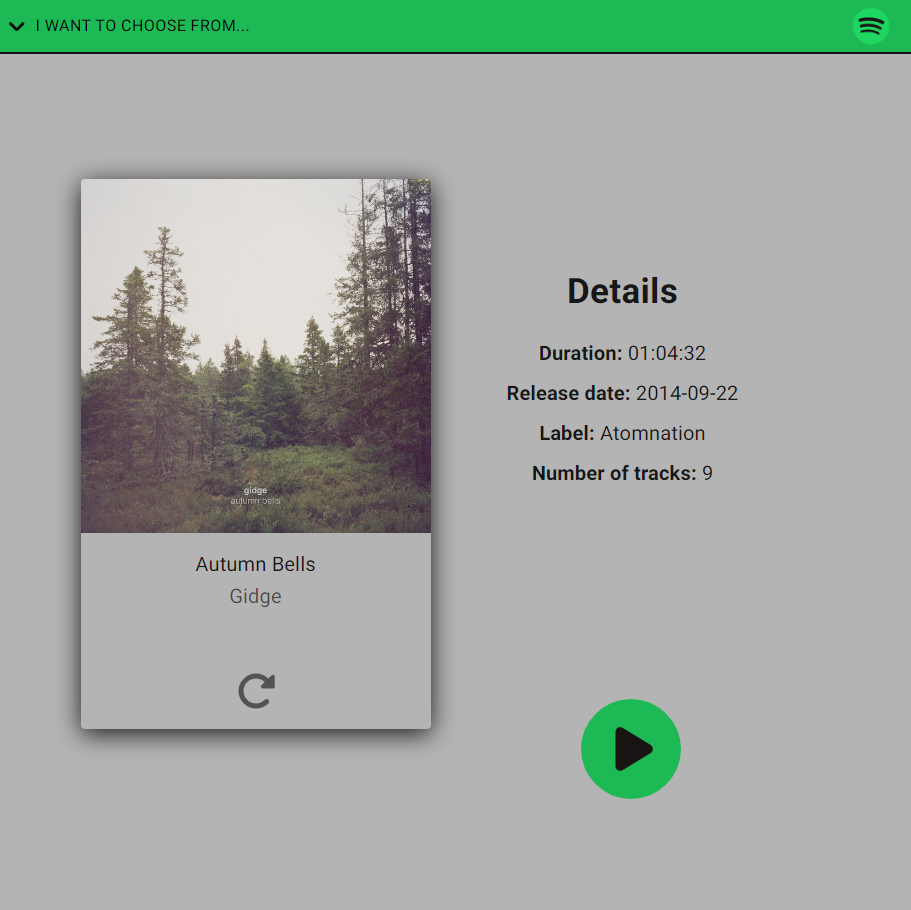 I WANT TO CHOOSE FROM...
gidge
autumn bells
Autumn Bells
Gidge
Details
Duration: 01:04:32
Release date: 2014-09-22
Label: Atomnation
Number of tracks: 9